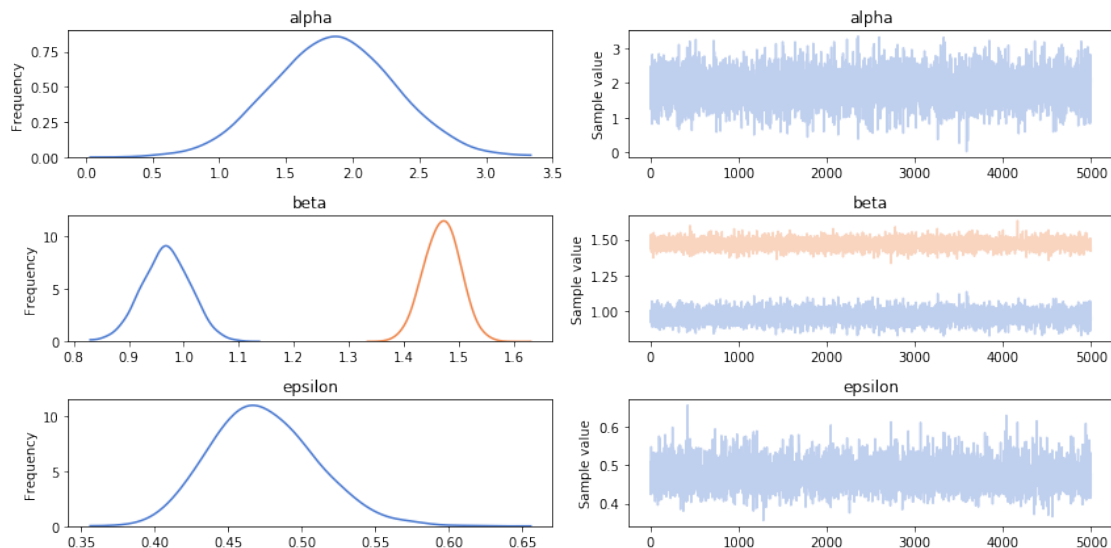 alpha
Frequency
0.75
0.50
0.25
0.00
0.0 0.5 1.0 1.5 2.0 2.5 3.0 3.5
alpha
Sample value
3
2
1
0
0 1000 2000 3000 4000 5000
beta
Frequency
10
5
0
0.8 0.9 1.0 1.1 1.2 1.3 1.4 1.5 1.6
beta
Sample value
1.50
1.25
1.00
0 1000 2000 3000 4000 5000
epsilon
Frequency
10
5
0
0.35 0.40 0.45 0.50 0.55 0.60 0.65
epsilon
Sample value
0.6
0.5
0.4
0 1000 2000 3000 4000 5000